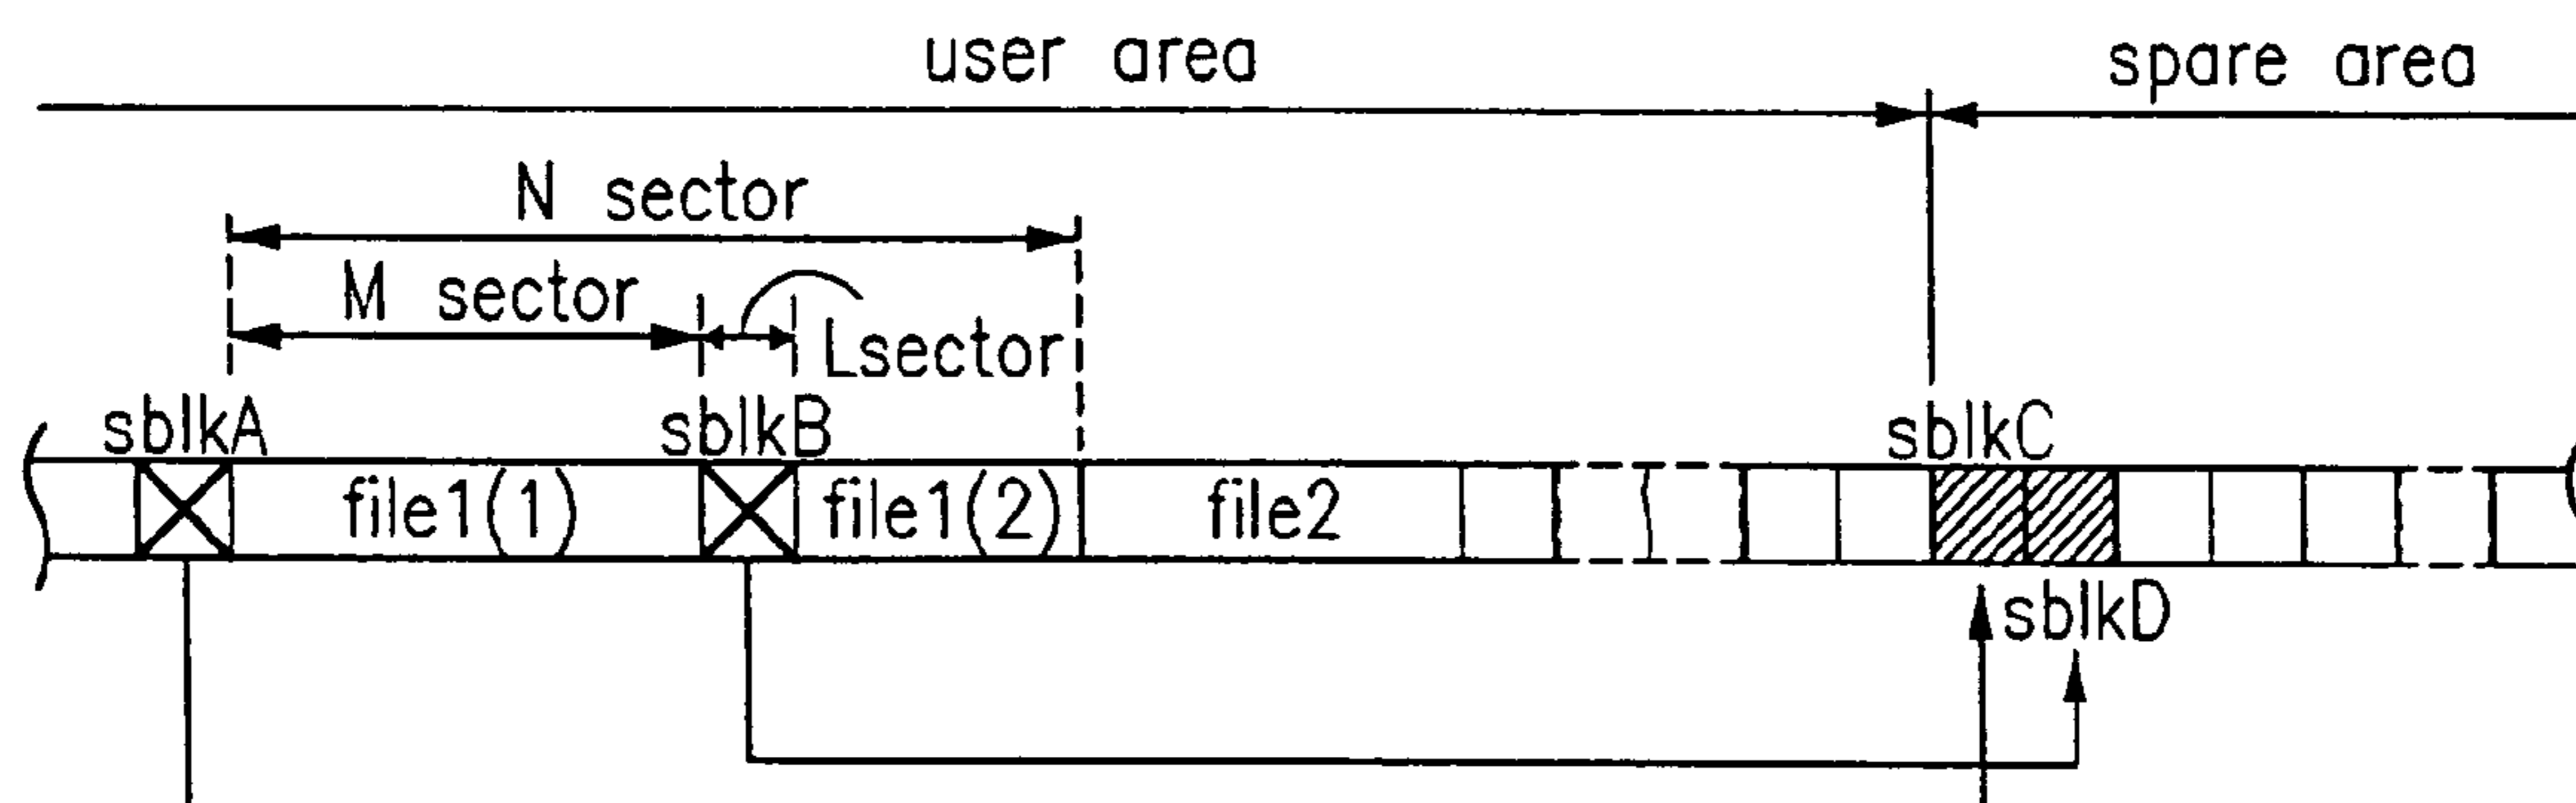 user area
spare area
N sector
M sector
Lsector
sblkA
sblkB
sblkC
file1(1)
file1(2)
file2
sblkD